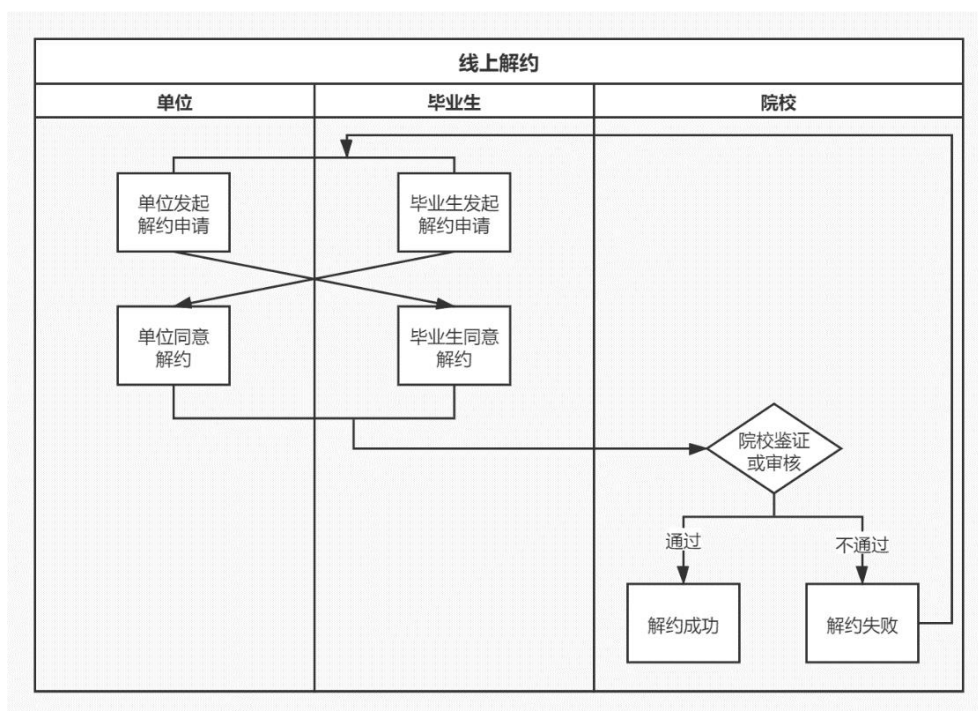 线上解约
单位
毕业生
院校
单位发起
解约申请
毕业生发起
解约申请
单位同意
解约
毕业生同意
解约
院校鉴证
或审核
通过
不通过
解约成功
解约失败